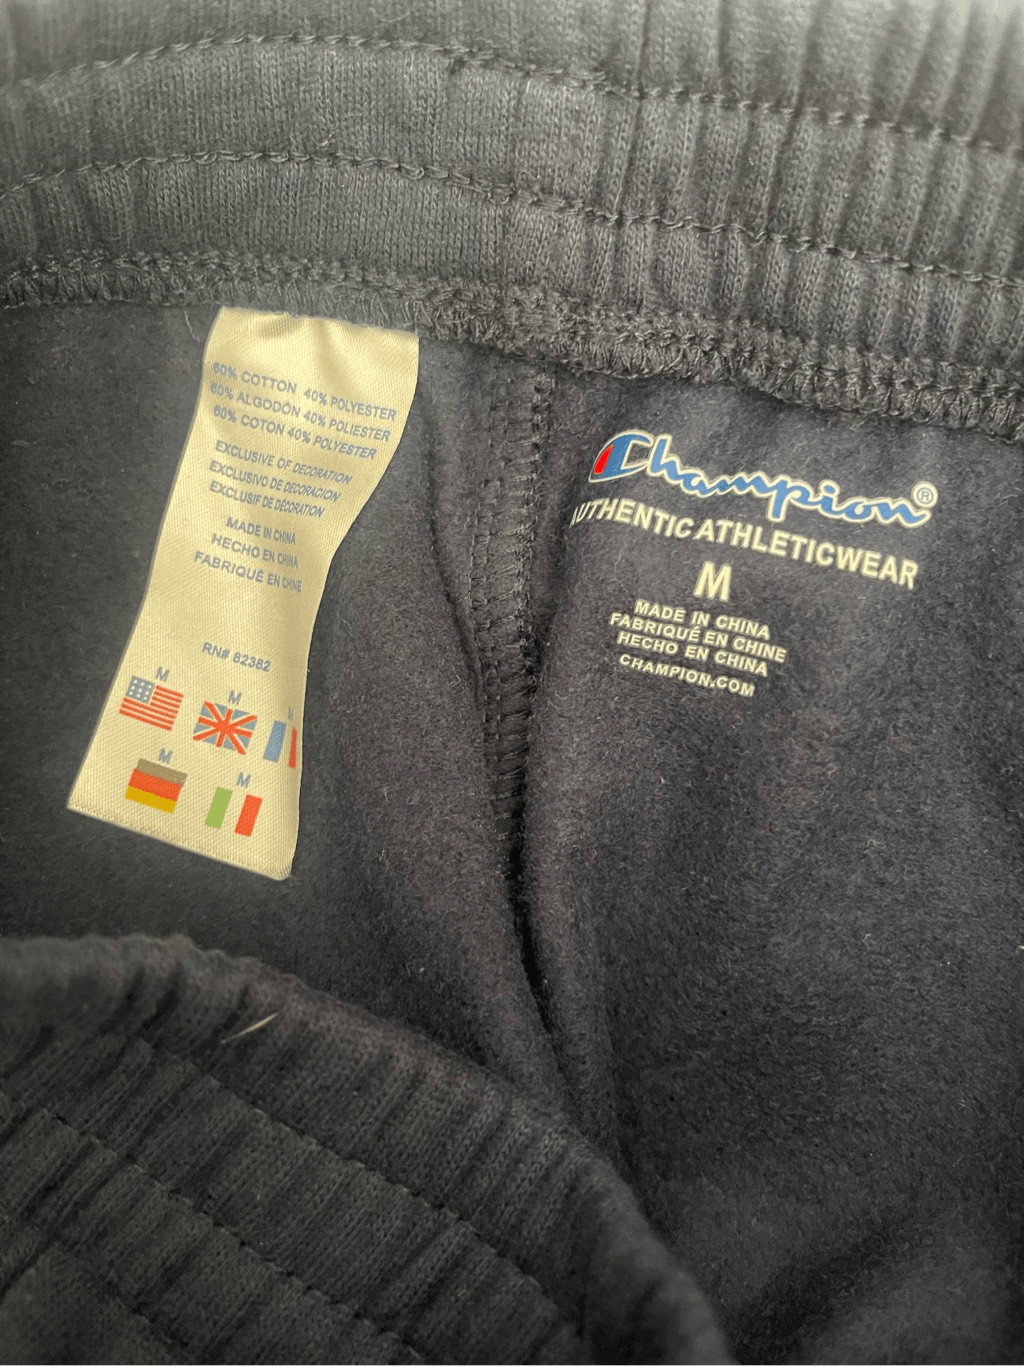 60% COTTON 40% POLYESTER
60% ALGODÓN 40% POLIESTER
60% COTON 40% POLYESTER
EXCLUSIVE OF DECORATION
EXCLUSIVO DE DECORACION
EXCLUSIF DE DÉCORATION
MADE IN CHINA
HECHO EN CHINA
FABRIQUÉ EN CHINE
RN# 82382
M
M
M
M
M
Champion®
AUTHENTIC ATHLETICWEAR
M
MADE IN CHINA
FABRIQUÉ EN CHINE
HECHO EN CHINA
CHAMPION.COM